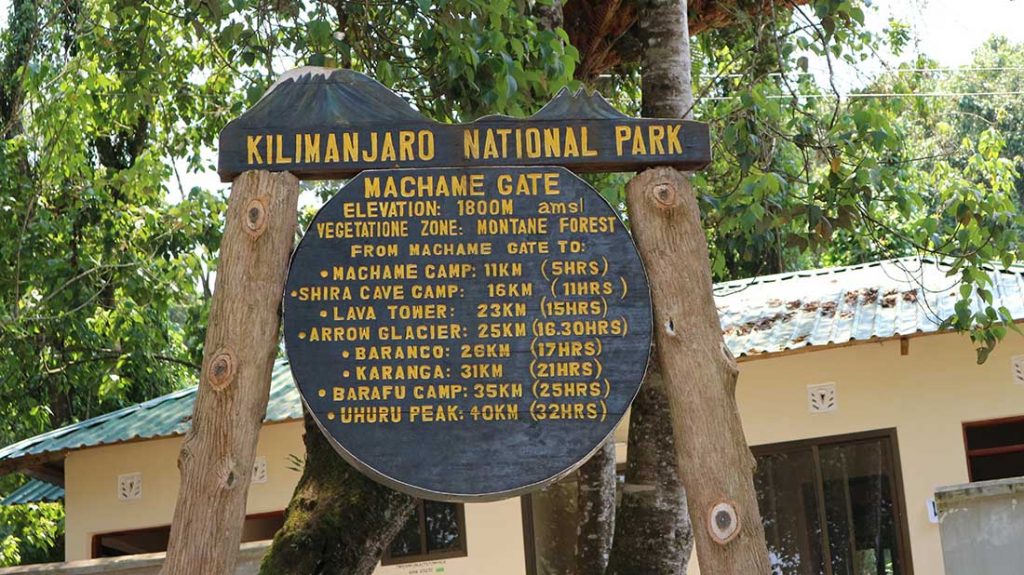 KILIMANJARO NATIONAL PARK
MACHAME GATE
ELEVATION: 1800M amsl
VEGETATIONE ZONE: MONTANE FOREST
FROM MACHAME GATE TO:
• MACHAME CAMP: 11KM (5HRS)
• SHIRA CAVE CAMP: 16KM (11HRS)
• LAVA TOWER: 23KM (15HRS)
• ARROW GLACIER: 25KM (16.30HRS)
• BARANCO: 26KM (17HRS)
• KARANGA: 31KM (21HRS)
• BARAFU CAMP: 35KM (25HRS)
• UHURU PEAK: 40KM (32HRS)